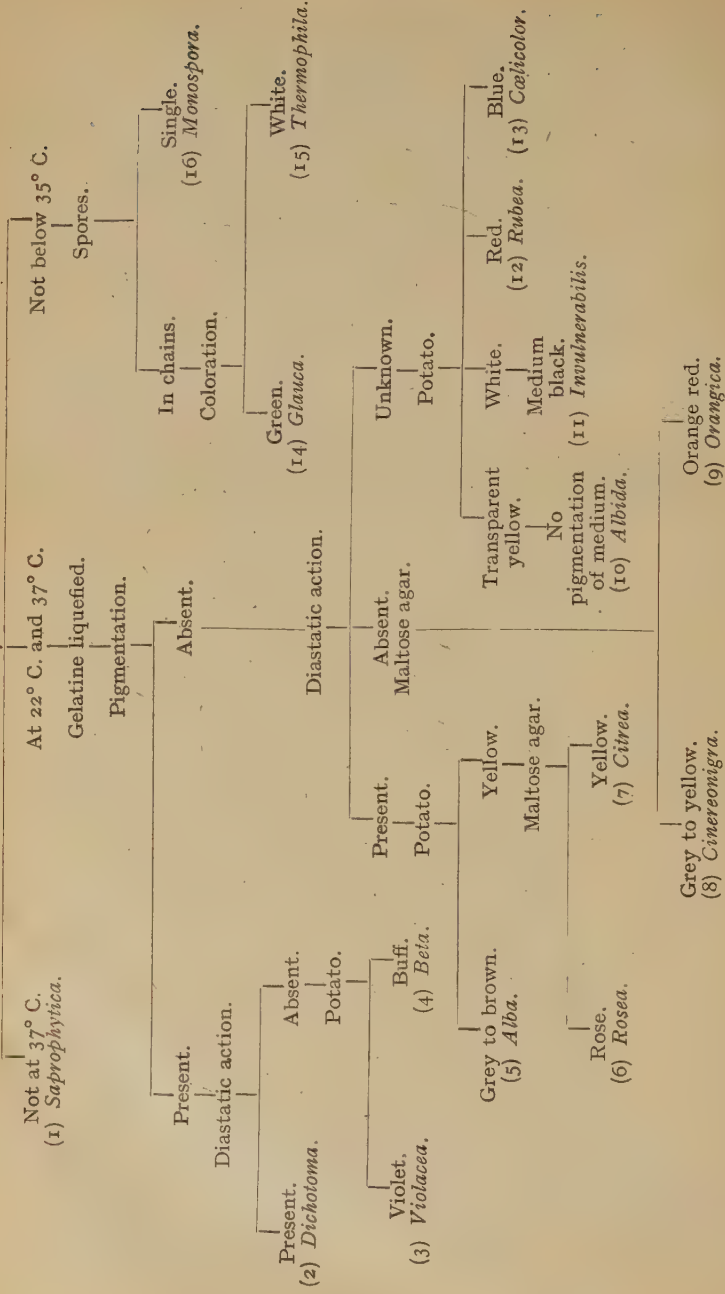 Not at 37° C.
(1) Saprophytica.
At 22° C. and 37° C.
Not below 35° C.
Gelatine liquefied.
Spores.
Pigmentation.
In chains.
Single.
(16) Monospora.
Coloration.
Present.
Absent.
Green.
(14) Glauca.
White.
(15) Thermophila.
Diastatic action.
Diastatic action.
Present.
(2) Dichotoma.
Absent.
Potato.
Present.
Potato.
Absent.
Maltose agar.
Unknown.
Potato.
Violet.
(3) Violacea.
Buff.
(4) Beta.
Grey to brown.
(5) Alba.
Yellow.
Maltose agar.
Transparent
yellow.
No
pigmentation
of medium.
(10) Albida.
White.
Medium
black.
(11) Invulnerabilis.
Red.
(12) Rubea.
Blue.
(13) Cœlicolor.
Rose.
(6) Rosea.
Yellow.
(7) Citrea.
Grey to yellow.
(8) Cinereonigra.
Orange red.
(9) Orangica.